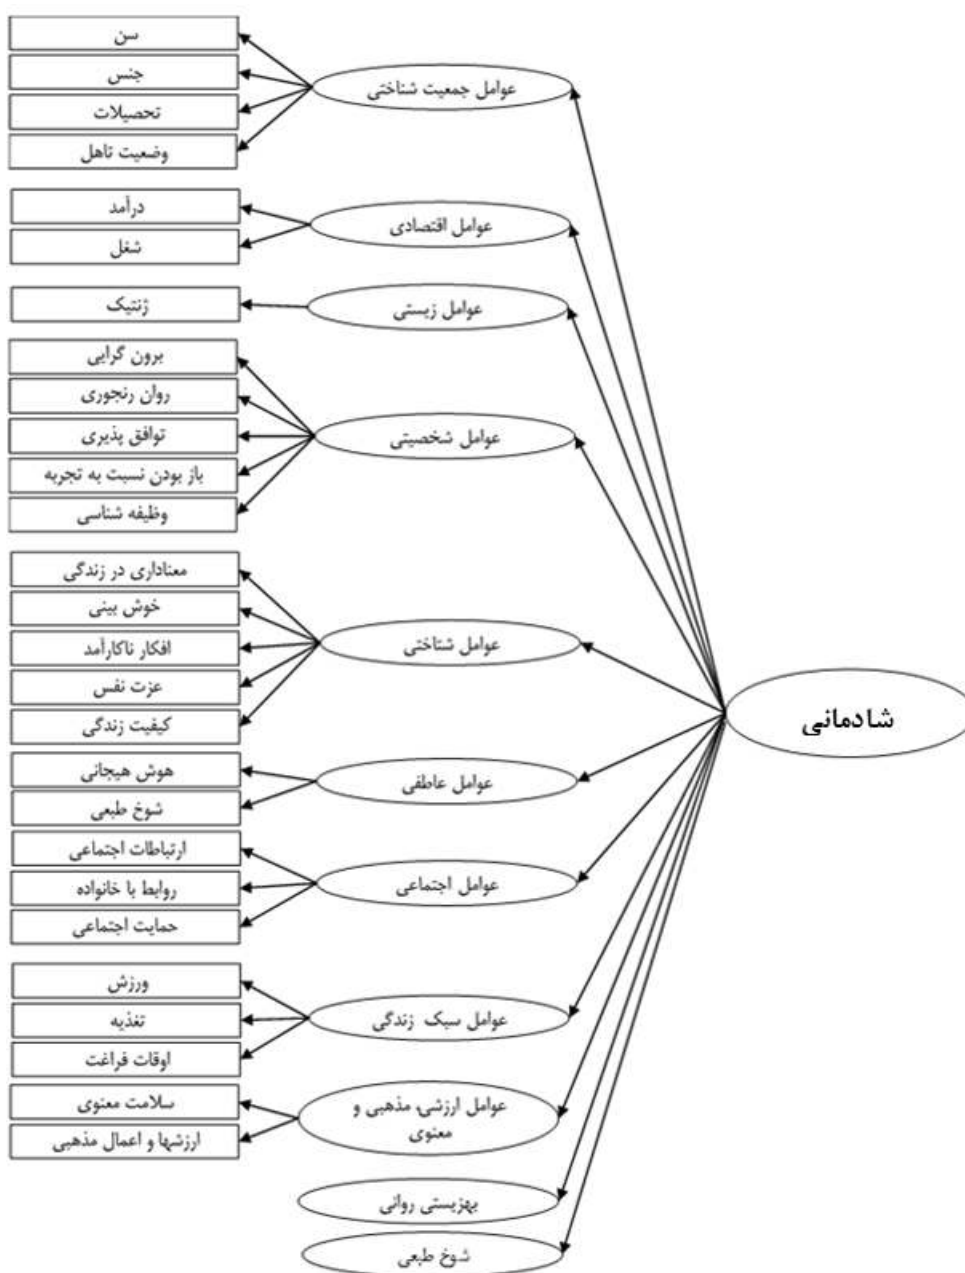 شادمانی
عوامل جمعیت شناختی
سن
جنس
تحصیلات
وضعیت تاهل
عوامل اقتصادی
درآمد
شغل
عوامل زیستی
ژنتیک
عوامل شخصیتی
برون گرایی
روان رنجوری
توافق پذیری
باز بودن نسبت به تجربه
وظیفه شناسی
عوامل شناختی
معناداری در زندگی
خوش بینی
افکار ناکارآمد
عزت نفس
کیفیت زندگی
عوامل عاطفی
هوش هیجانی
شوخ طبعی
عوامل اجتماعی
ارتباطات اجتماعی
روابط با خانواده
حمایت اجتماعی
عوامل سبک زندگی
ورزش
تغذیه
اوقات فراغت
عوامل ارزشی، مذهبی و
معنوی
سلامت معنوی
ارزشها و اعمال مذهبی
بهزیستی روانی
شوخ طبعی